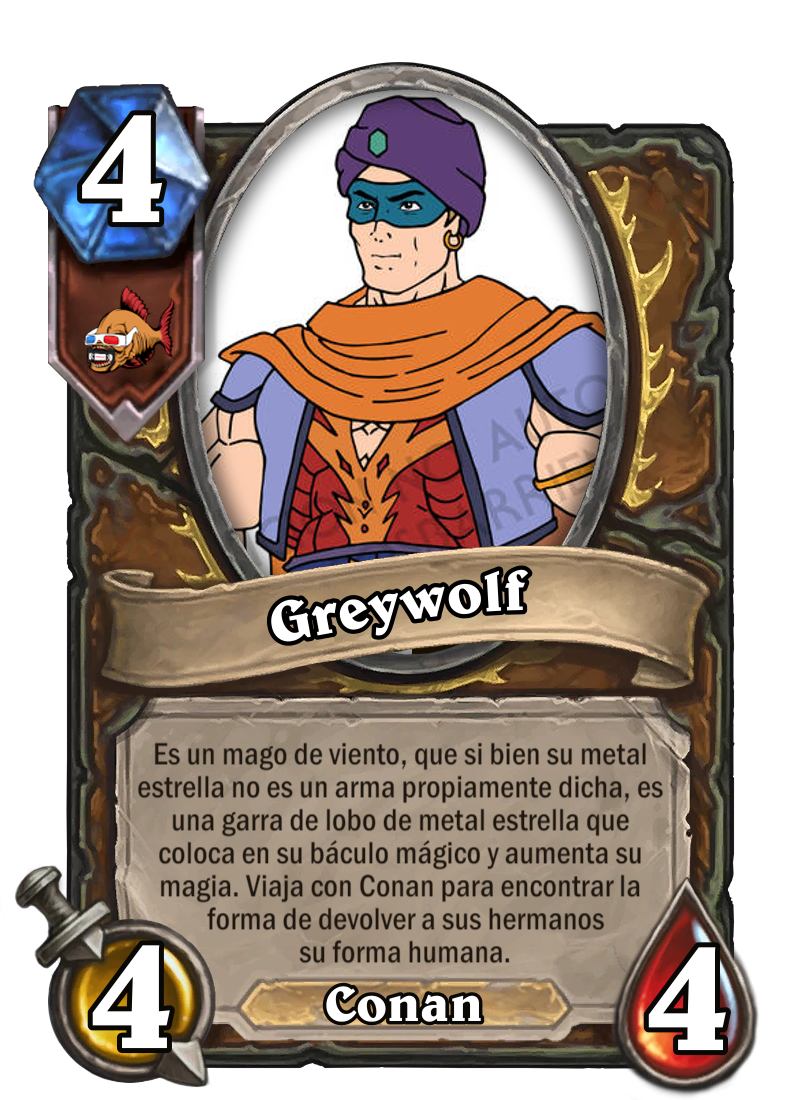 4
Greywolf
Es un mago de viento, que si bien su metal
estrella no es un arma propiamente dicha, es
una garra de lobo de metal estrella que
coloca en su báculo mágico y aumenta su
magia. Viaja con Conan para encontrar la
forma de devolver a sus hermanos
su forma humana.
4
Conan
4